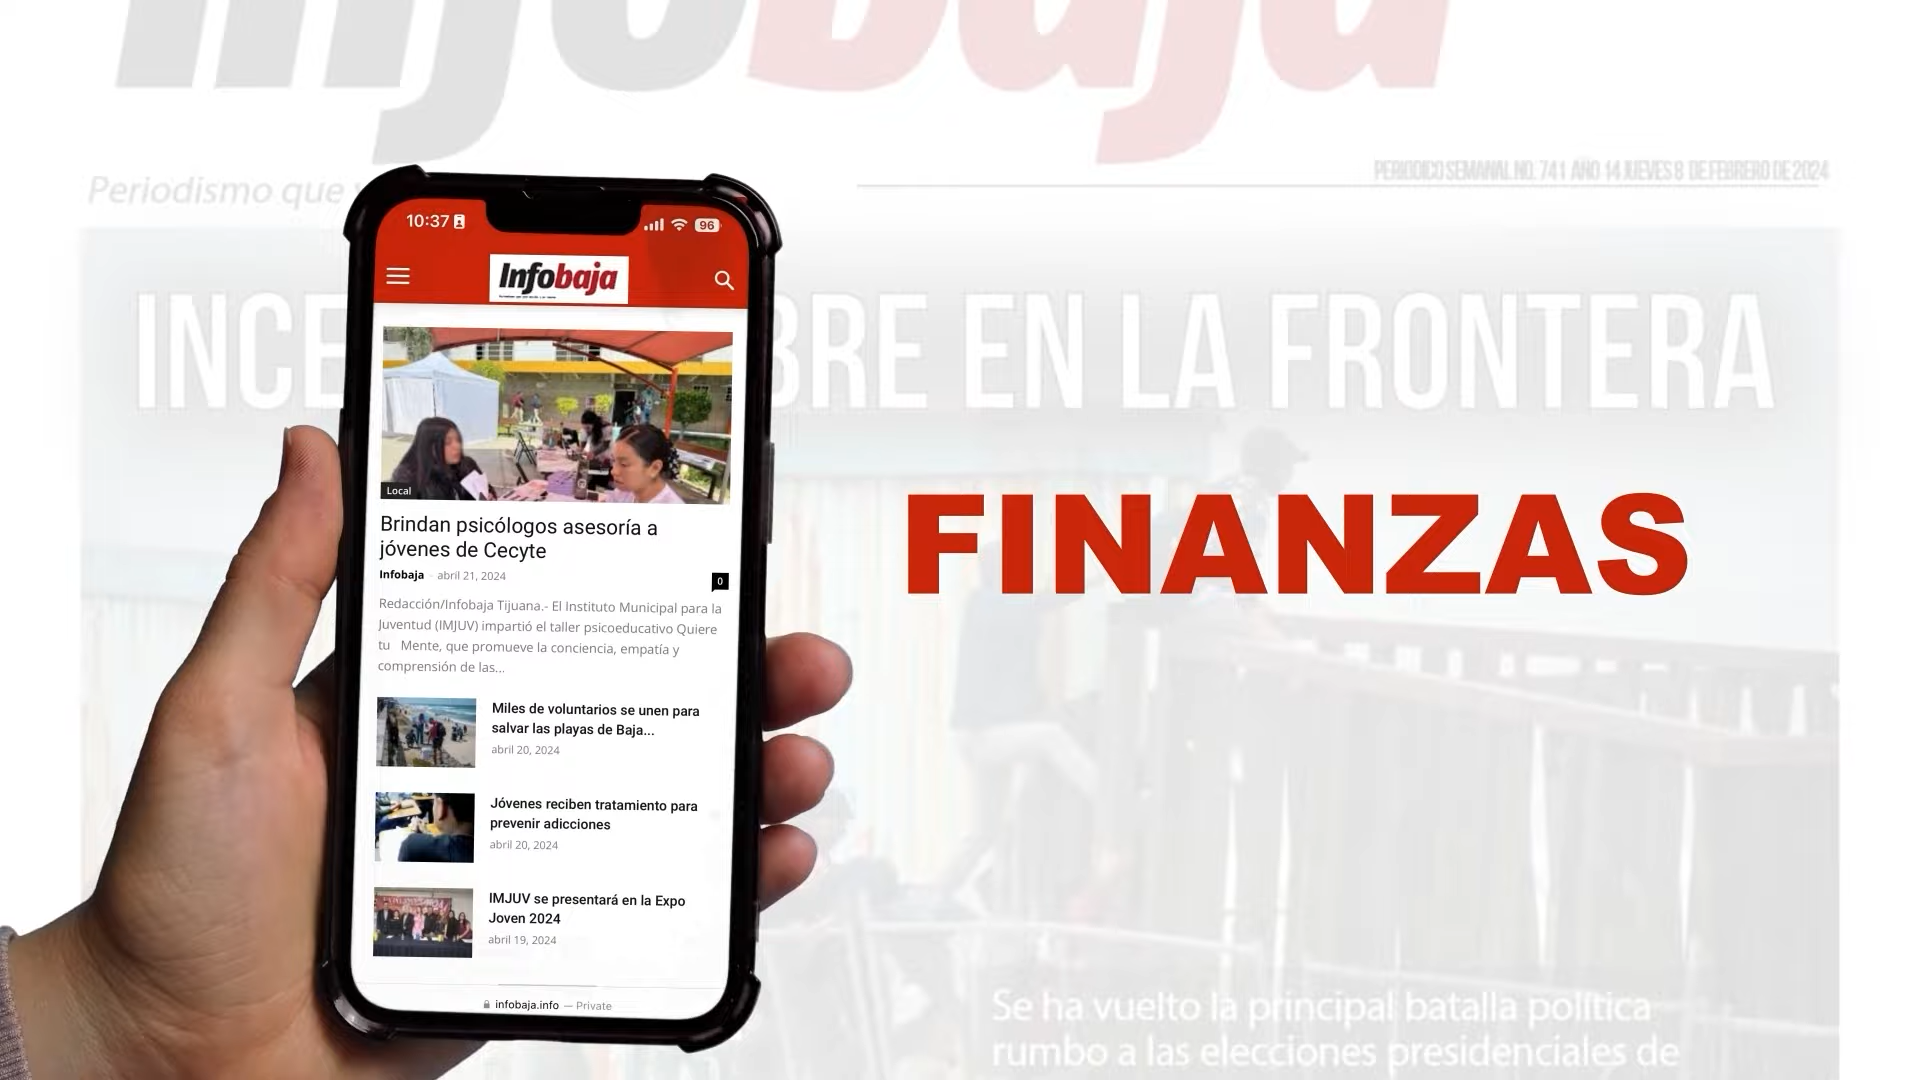 Infobaja
Periodismo que
PERIODICO SEMANAL NO. 741 AÑO 14 JUEVES 8 DE FEBRERO DE 2024
INCE BRE EN LA FRONTERA
10:37
96
Infobaja
Local
Brindan psicólogos asesoría a
jóvenes de Cecyte
Infobaja - abril 21, 2024
0
Redacción/Infobaja Tijuana.- El Instituto Municipal para la
Juventud (IMJUV) impartió el taller psicoeducativo Quiere
tu Mente, que promueve la conciencia, empatía y
comprensión de las...
Miles de voluntarios se unen para
salvar las playas de Baja...
abril 20, 2024
Jóvenes reciben tratamiento para
prevenir adicciones
abril 20, 2024
IMJUV se presentará en la Expo
Joven 2024
abril 19, 2024
infobaja.info — Private
FINANZAS
Se ha vuelto la principal batalla política
rumbo a las elecciones presidenciales de